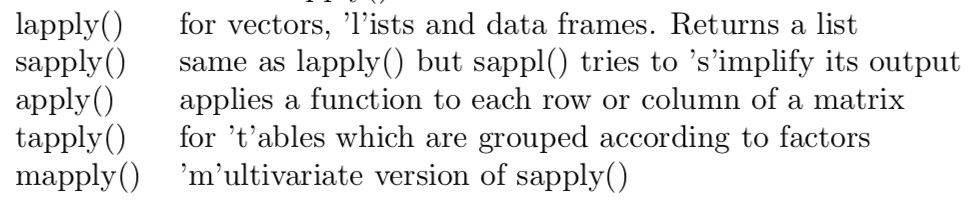 lapply() for vectors, 'l'ists and data frames. Returns a list
sapply() same as lapply() but sappl() tries to 's'implify its output
apply() applies a function to each row or column of a matrix
tapply() for 't'ables which are grouped according to factors
mapply() 'm'ultivariate version of sapply()